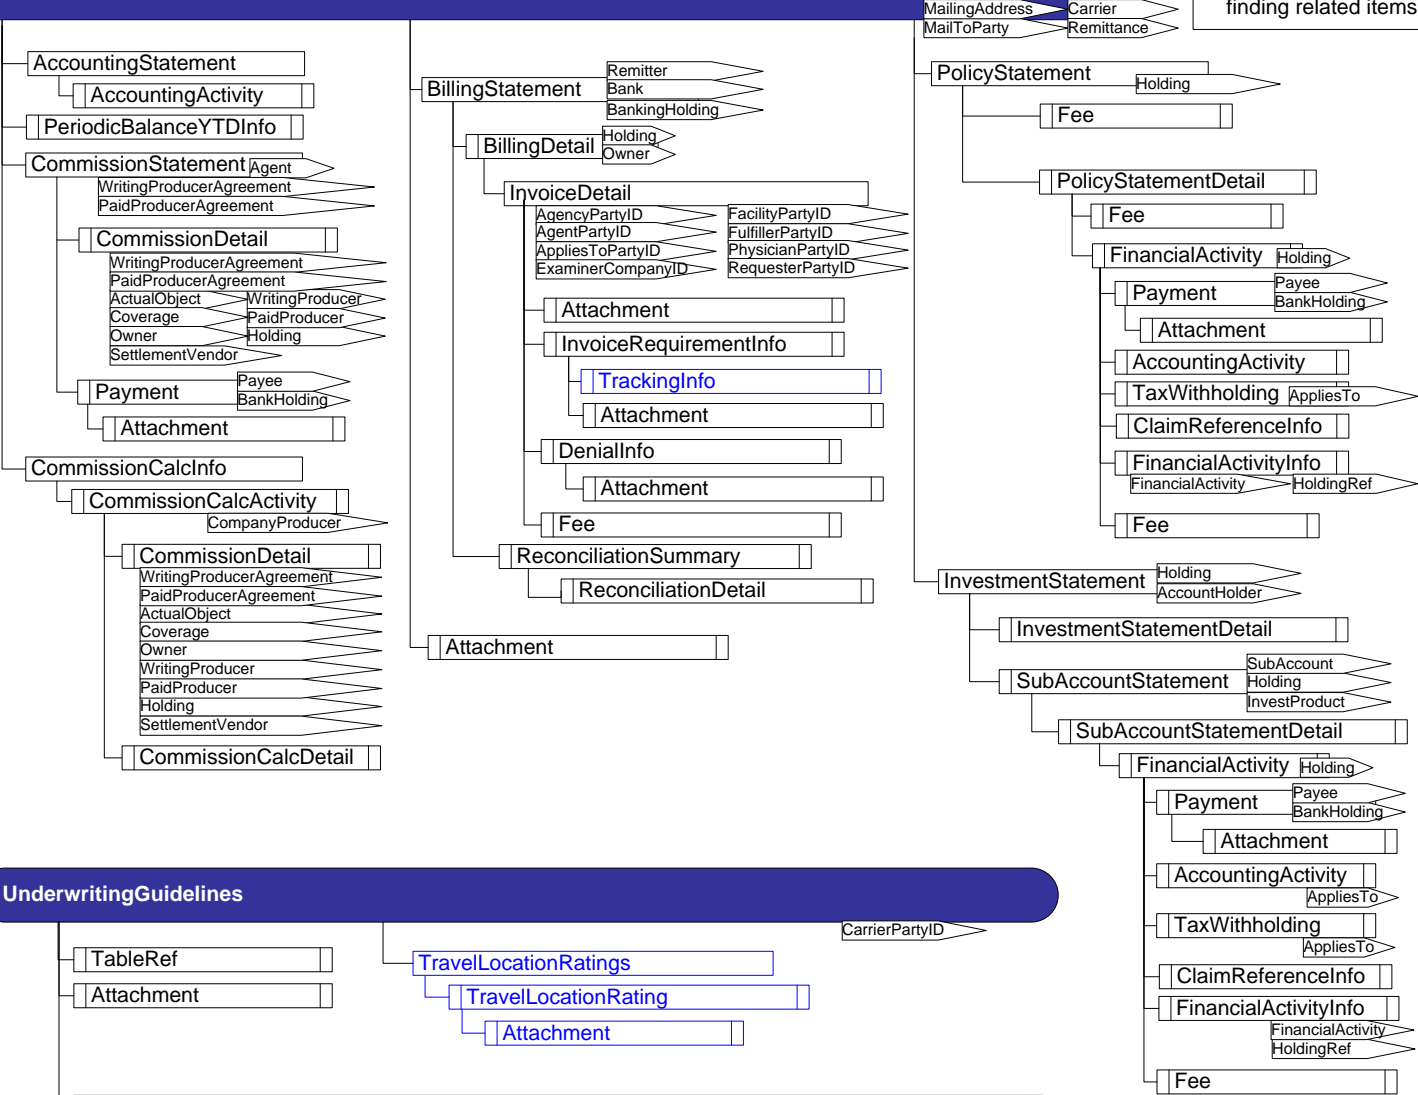 MailingAddress
Carrier
MailToParty
Remittance
finding related items
AccountingStatement
AccountingActivity
PeriodicBalanceYTDInfo
CommissionStatement
Agent
WritingProducerAgreement
PaidProducerAgreement
CommissionDetail
WritingProducerAgreement
PaidProducerAgreement
ActualObject
WritingProducer
Coverage
PaidProducer
Owner
Holding
SettlementVendor
Payment
Payee
BankHolding
Attachment
CommissionCalcInfo
CommissionCalcActivity
CompanyProducer
CommissionDetail
WritingProducerAgreement
PaidProducerAgreement
ActualObject
Coverage
Owner
WritingProducer
PaidProducer
Holding
SettlementVendor
CommissionCalcDetail
BillingStatement
Remitter
Bank
BankingHolding
BillingDetail
Holding
Owner
InvoiceDetail
AgencyPartyID
FacilityPartyID
AgentPartyID
FulfillerPartyID
AppliesToPartyID
PhysicianPartyID
ExaminerCompanyID
RequesterPartyID
Attachment
InvoiceRequirementInfo
TrackingInfo
Attachment
DenialInfo
Attachment
Fee
ReconciliationSummary
ReconciliationDetail
Attachment
PolicyStatement
Holding
Fee
PolicyStatementDetail
Fee
FinancialActivity
Holding
Payment
Payee
BankHolding
Attachment
AccountingActivity
TaxWithholding
AppliesTo
ClaimReferenceInfo
FinancialActivityInfo
FinancialActivity
HoldingRef
Fee
InvestmentStatement
Holding
AccountHolder
InvestmentStatementDetail
SubAccountStatement
SubAccount
Holding
InvestProduct
SubAccountStatementDetail
FinancialActivity
Holding
Payment
Payee
BankHolding
Attachment
AccountingActivity
AppliesTo
TaxWithholding
AppliesTo
ClaimReferenceInfo
FinancialActivityInfo
FinancialActivity
HoldingRef
Fee
UnderwritingGuidelines
CarrierPartyID
TableRef
Attachment
TravelLocationRatings
TravelLocationRating
Attachment